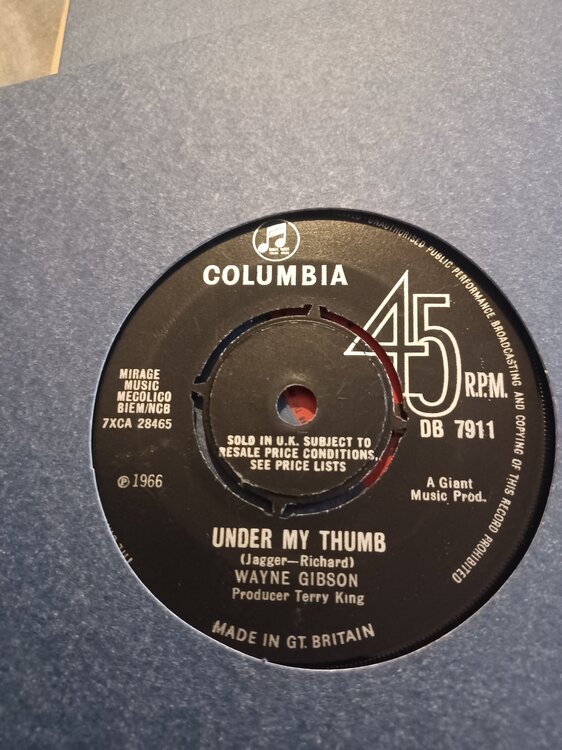 UNAUTHORISED PUBLIC PERFORMANCE BROADCASTING AND COPYING OF THIS RECORD PROHIBITED
COLUMBIA
45
R.P.M.
DB 7911
MIRAGE
MUSIC
MECOLICO
BIEM/NCB
7XCA 28465
SOLD IN U.K. SUBJECT TO
RESALE PRICE CONDITIONS,
SEE PRICE LISTS
℗ 1966
A Giant
Music Prod.
UNDER MY THUMB
(Jagger—Richard)
WAYNE GIBSON
Producer Terry King
MADE IN GT. BRITAIN